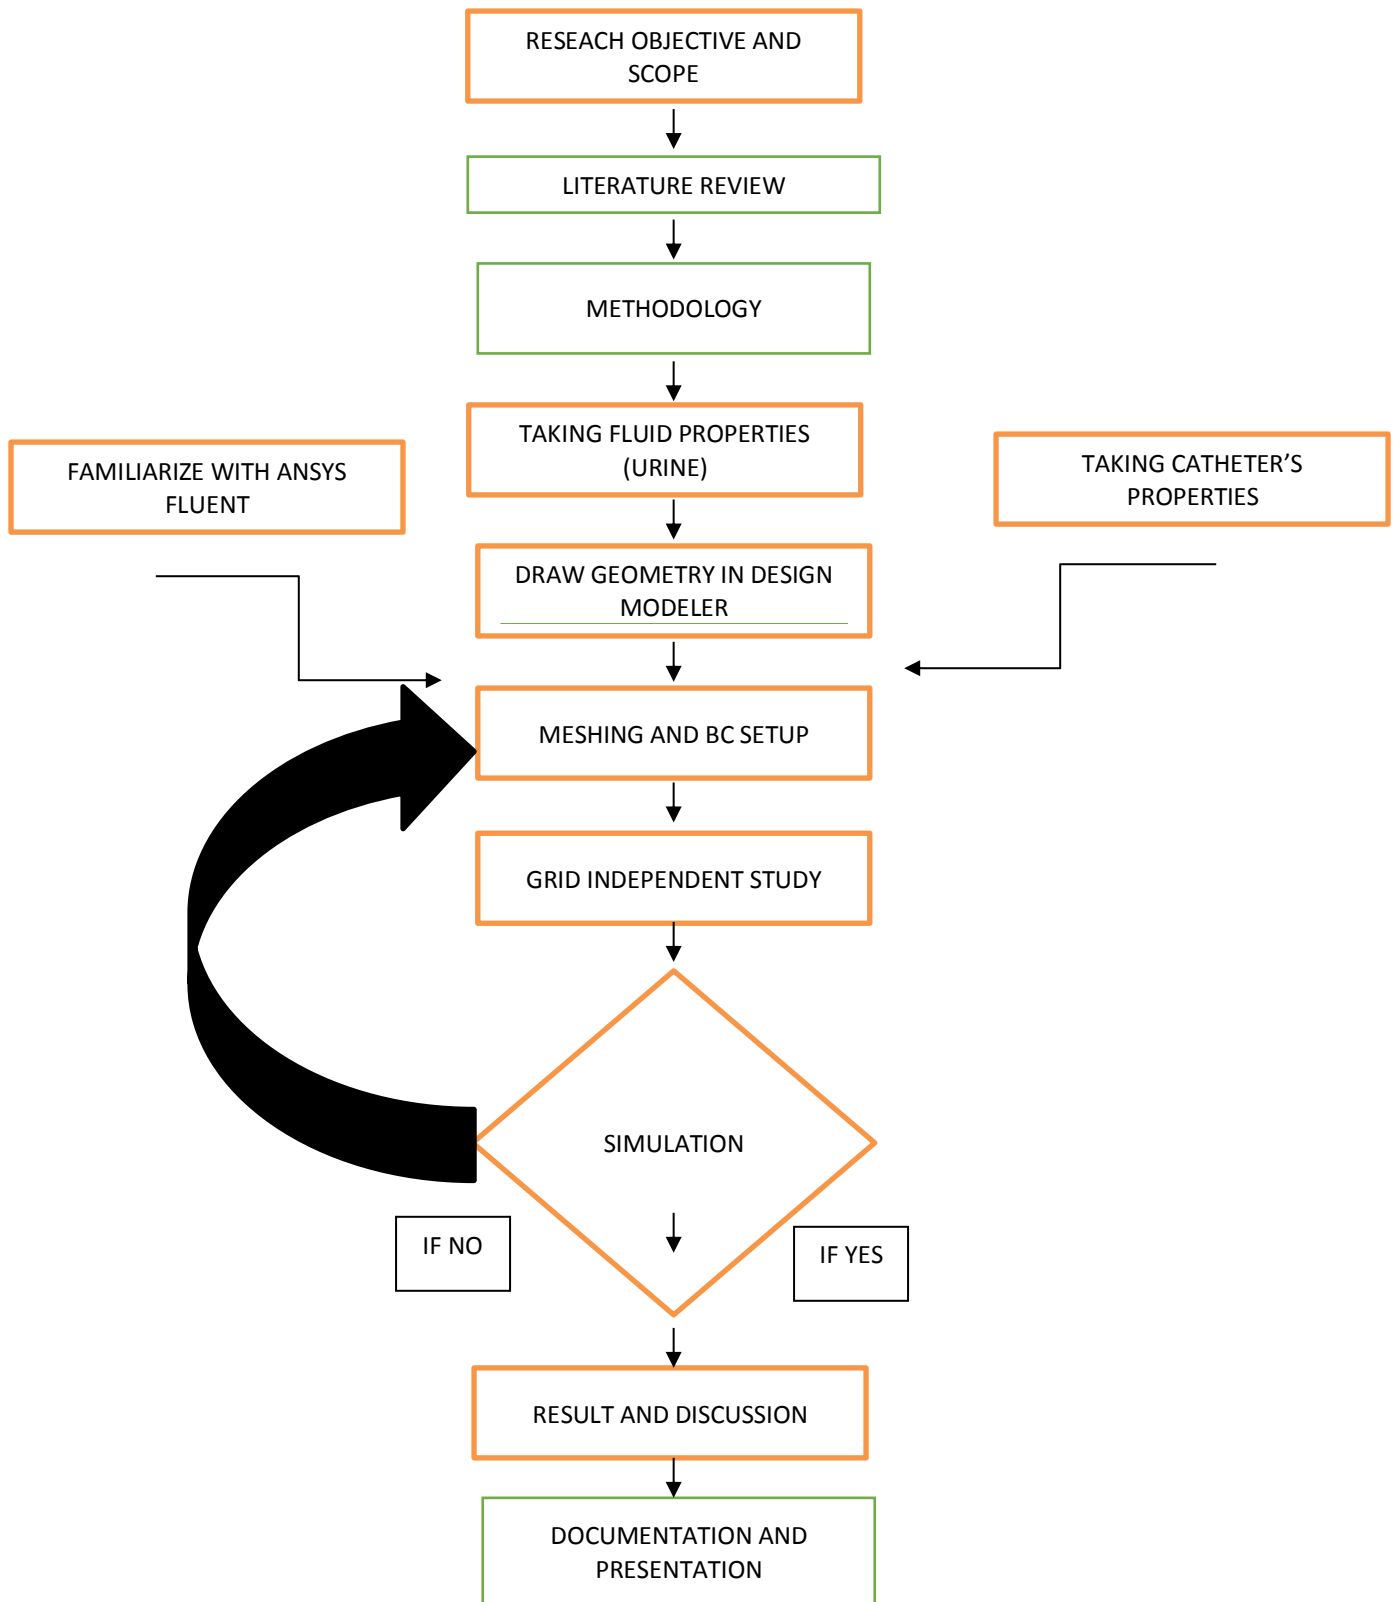 RESEACH OBJECTIVE AND
SCOPE
LITERATURE REVIEW
METHODOLOGY
TAKING FLUID PROPERTIES
(URINE)
FAMILIARIZE WITH ANSYS
FLUENT
TAKING CATHETER’S
PROPERTIES
DRAW GEOMETRY IN DESIGN
MODELER
MESHING AND BC SETUP
GRID INDEPENDENT STUDY
SIMULATION
IF NO
IF YES
RESULT AND DISCUSSION
DOCUMENTATION AND
PRESENTATION